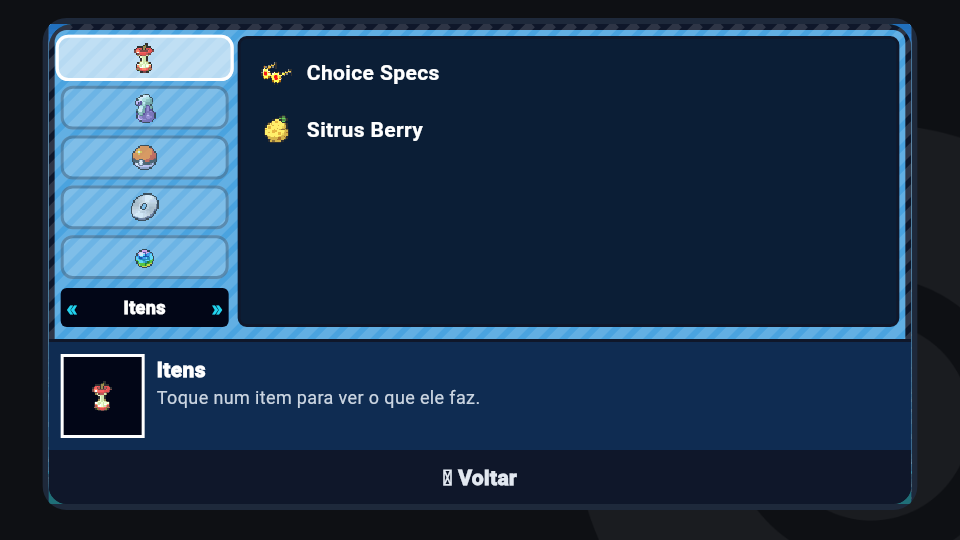 Choice Specs
Sitrus Berry
« Itens »
Itens
Toque num item para ver o que ele faz.
Voltar